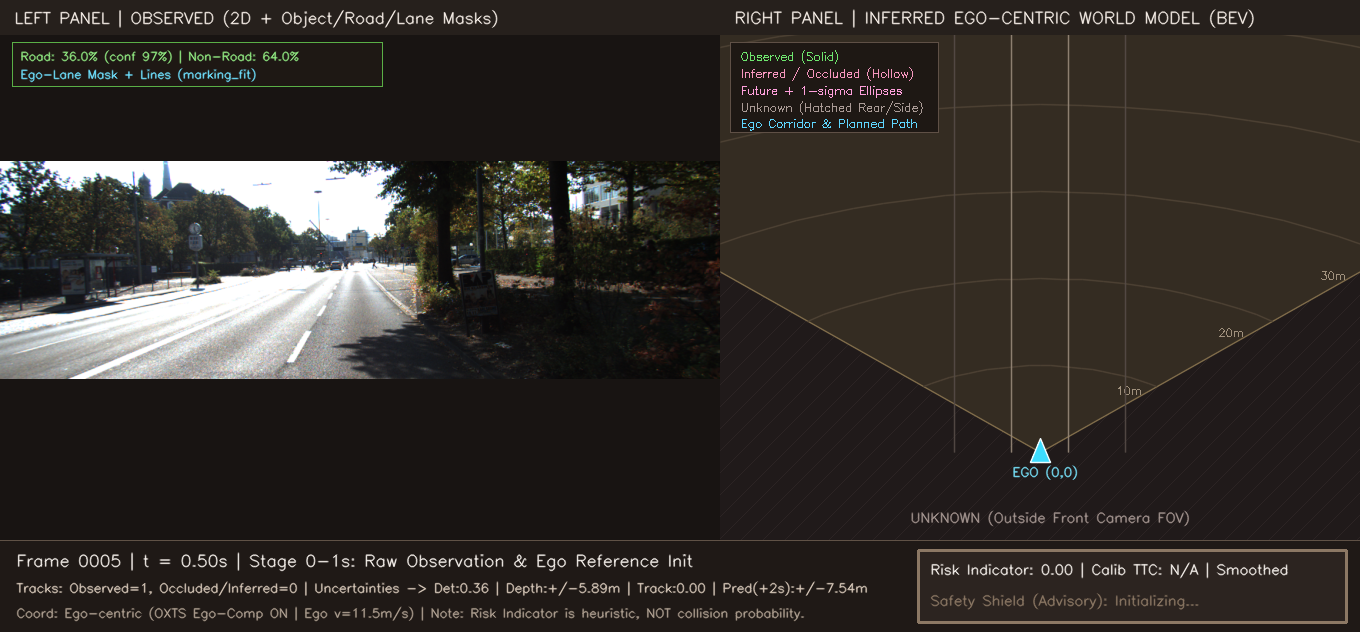 LEFT PANEL | OBSERVED (2D + Object/Road/Lane Masks)
Road: 36.0% (conf 97%) | Non-Road: 64.0%
Ego-Lane Mask + Lines (marking_fit)
RIGHT PANEL | INFERRED EGO-CENTRIC WORLD MODEL (BEV)
Observed (Solid)
Inferred / Occluded (Hollow)
Future + 1-sigma Ellipses
Unknown (Hatched Rear/Side)
Ego Corridor & Planned Path
30m
20m
10m
EGO (0,0)
UNKNOWN (Outside Front Camera FOV)
Frame 0005 | t = 0.50s | Stage 0-1s: Raw Observation & Ego Reference Init
Tracks: Observed=1, Occluded/Inferred=0 | Uncertainties -> Det:0.36 | Depth:+/-5.89m | Track:0.00 | Pred(+2s):+/-7.54m
Coord: Ego-centric (OXTS Ego-Comp ON | Ego v=11.5m/s) | Note: Risk Indicator is heuristic, NOT collision probability.
Risk Indicator: 0.00 | Calib TTC: N/A | Smoothed
Safety Shield (Advisory): Initializing...